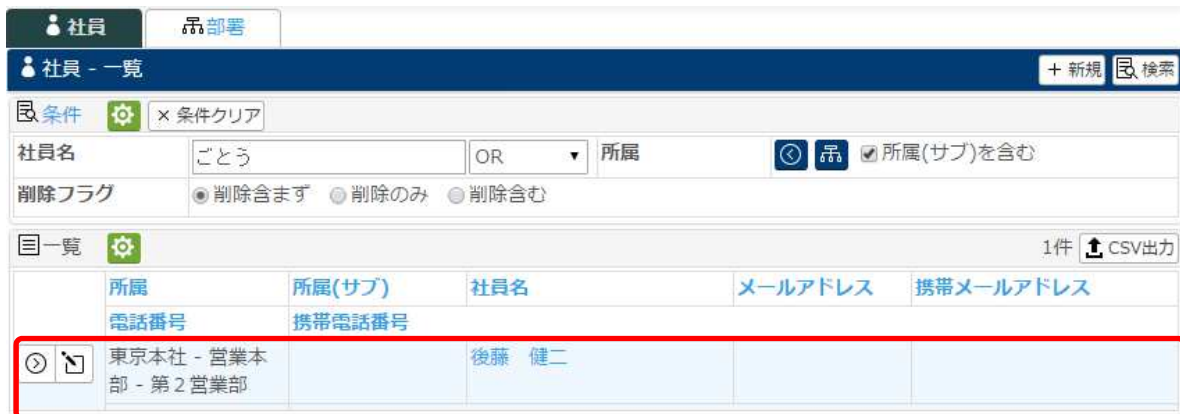 社員 部署
社員 - 一覧 + 新規 検索
条件 × 条件クリア
社員名 ごとう OR 所属 所属(サブ)を含む
削除フラグ 削除含まず 削除のみ 削除含む
一覧 1件 CSV出力
所属 所属(サブ) 社員名 メールアドレス 携帯メールアドレス
電話番号 携帯電話番号
東京本社 - 営業本 後藤 健二
部 - 第2営業部